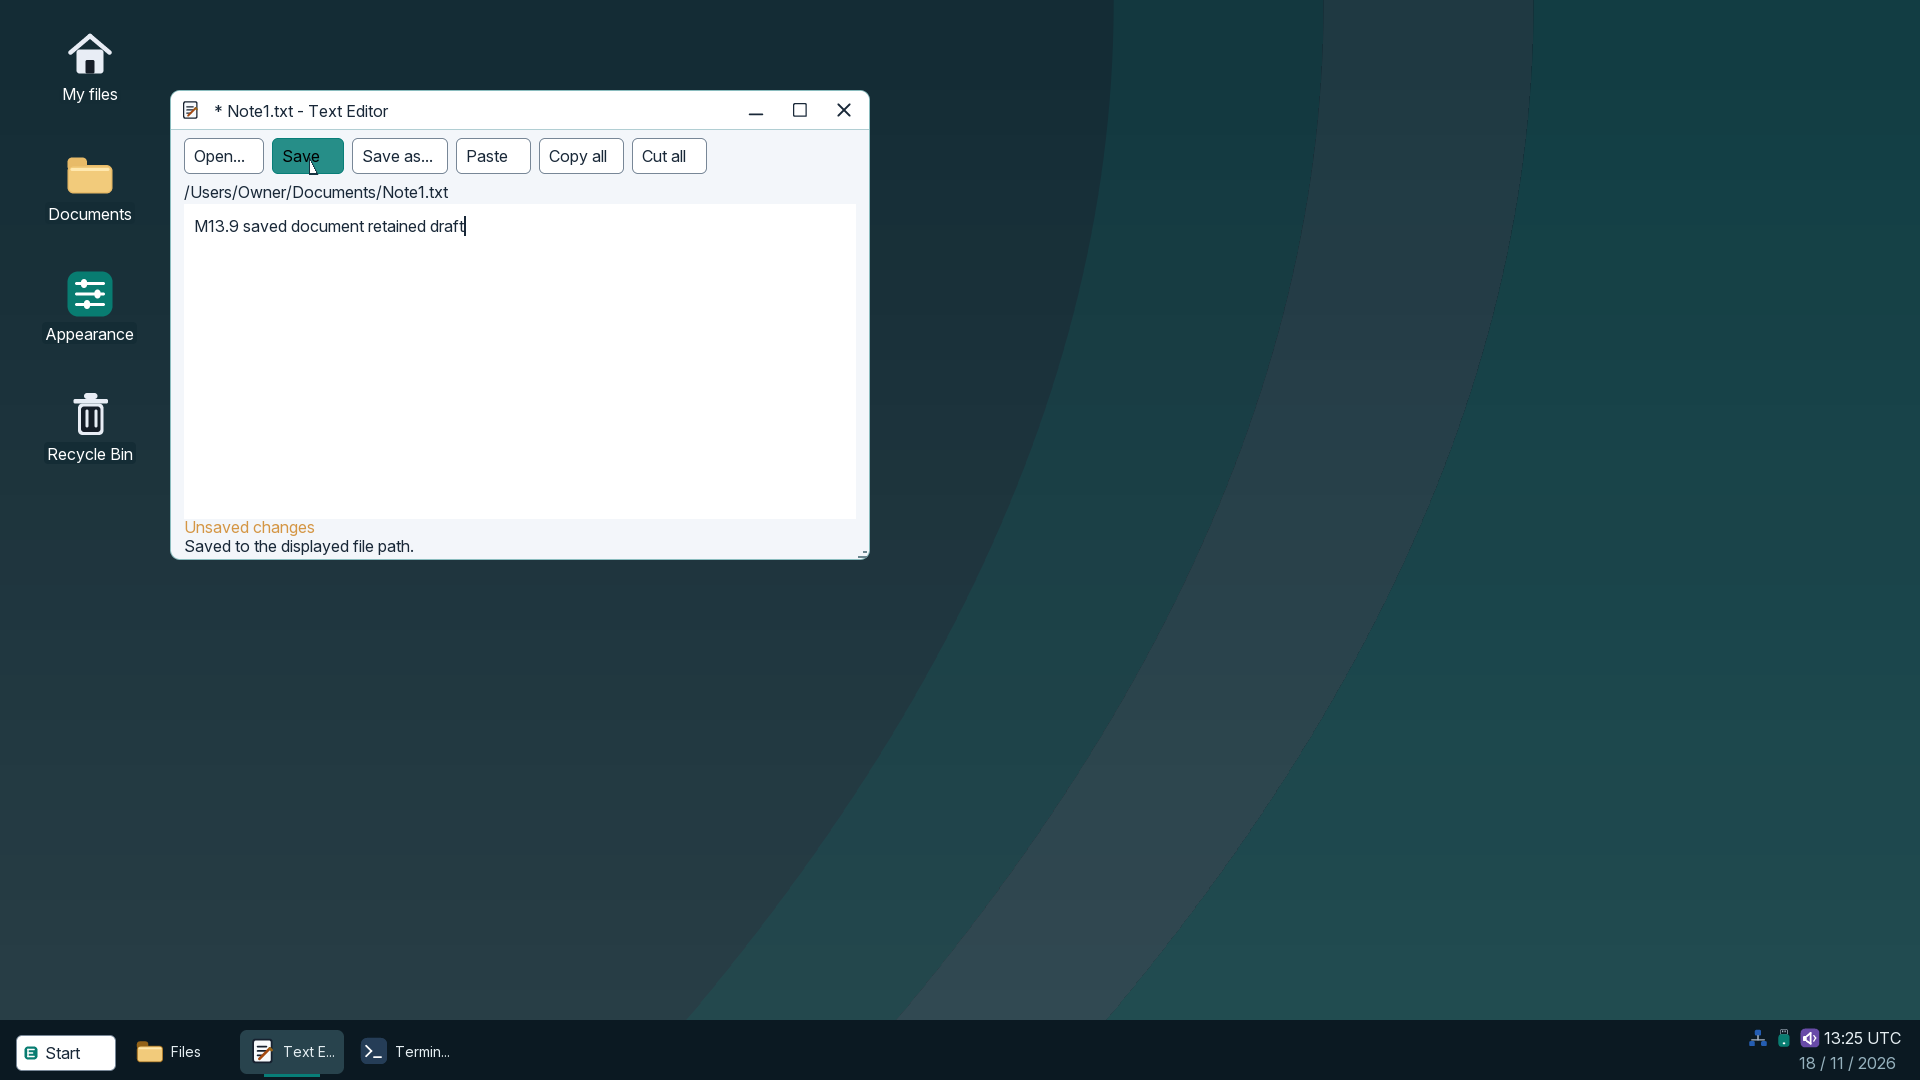 My files
Documents
Appearance
Recycle Bin
* Note1.txt - Text Editor
Open...
Save
Save as...
Paste
Copy all
Cut all
/Users/Owner/Documents/Note1.txt
M13.9 saved document retained draft
Unsaved changes
Saved to the displayed file path.
E Start
Files
Text E...
Termin...
13:25 UTC
18 / 11 / 2026